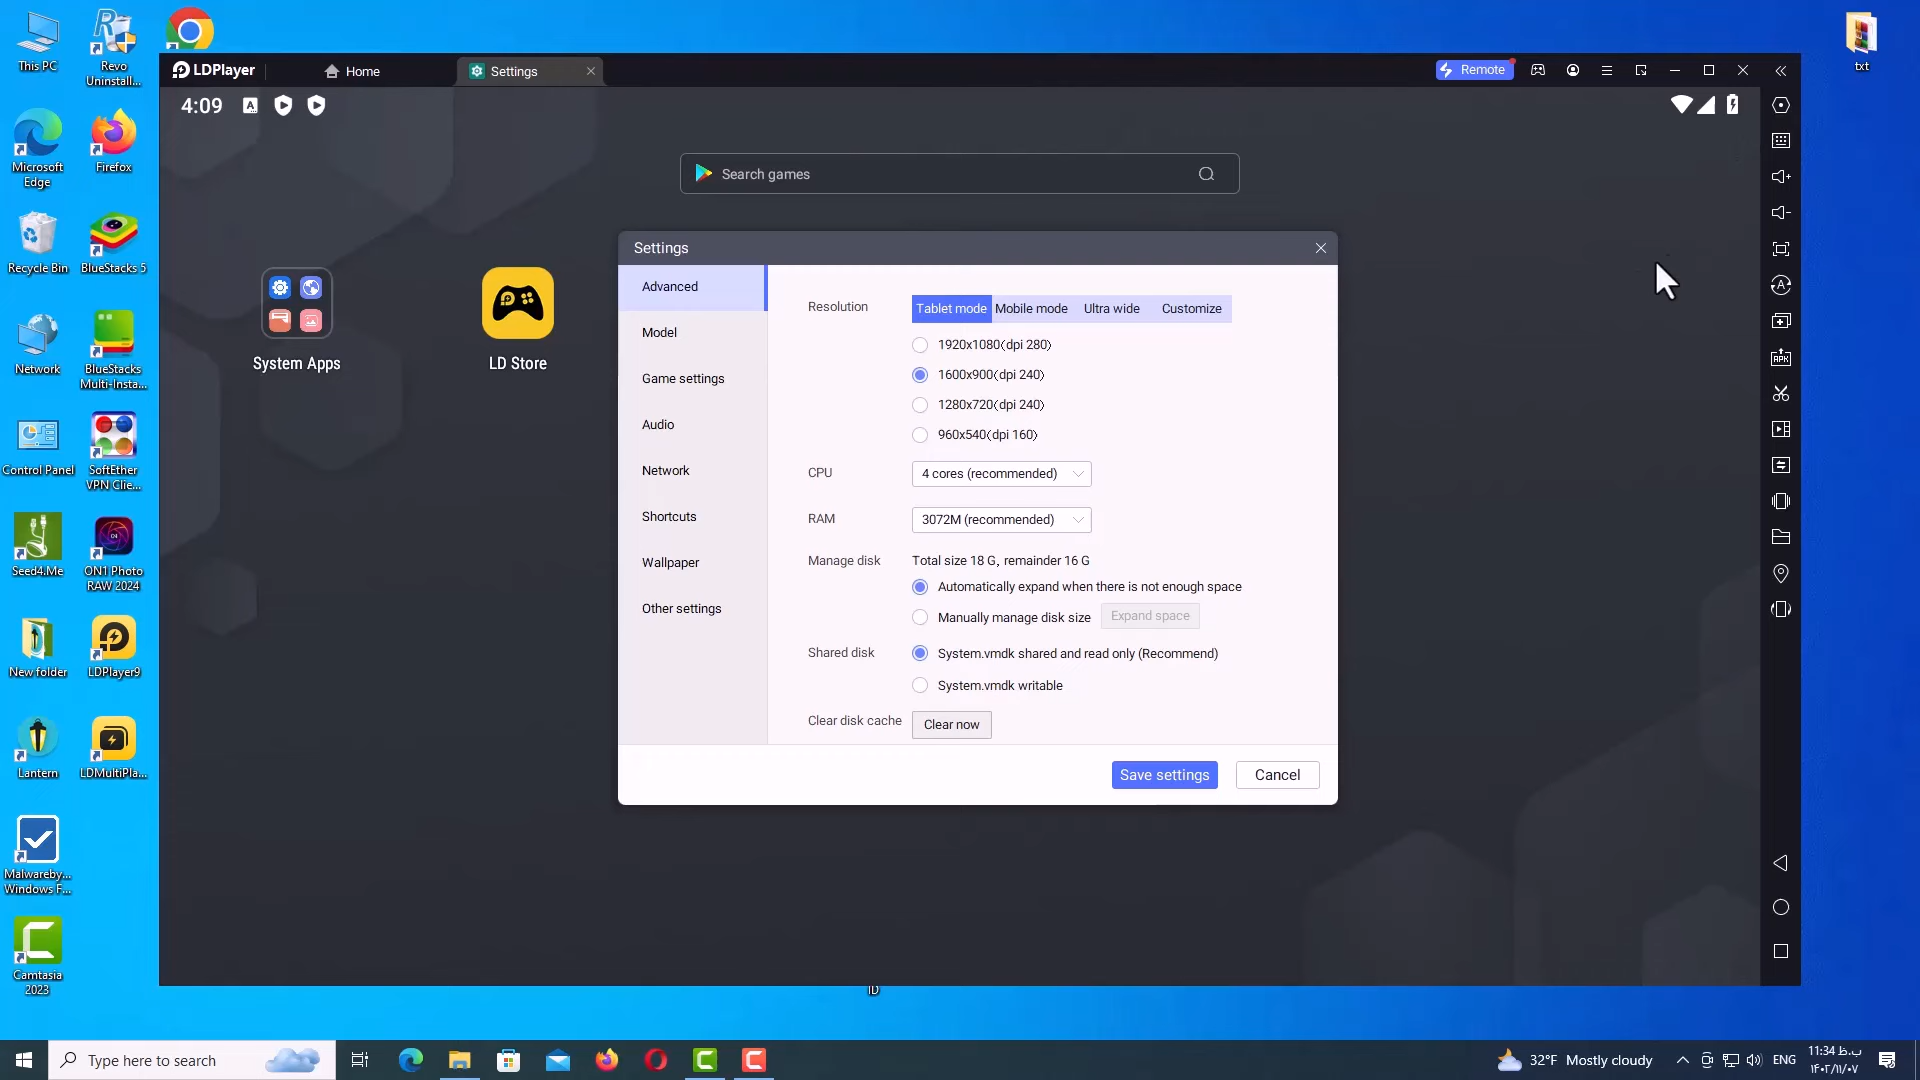 This PC
Revo
Uninstall...
Microsoft
Edge
Firefox
Recycle Bin
BlueStacks 5
Network
BlueStacks
Multi-Insta...
Control Panel
SoftEther
VPN Clie...
Seed4.Me
ON1 Photo
RAW 2024
New folder
LDPlayer9
Lantern
LDMultiPla...
Malwareby...
Windows F...
Camtasia
2023
txt
LDPlayer
Home
Settings
Remote
4:09
Search games
System Apps
LD Store
Settings
Advanced
Model
Game settings
Audio
Network
Shortcuts
Wallpaper
Other settings
Resolution
Tablet mode Mobile mode Ultra wide Customize
1920x1080(dpi 280)
1600x900(dpi 240)
1280x720(dpi 240)
960x540(dpi 160)
CPU 4 cores (recommended)
RAM 3072M (recommended)
Manage disk Total size 18 G, remainder 16 G
Automatically expand when there is not enough space
Manually manage disk size Expand space
Shared disk System.vmdk shared and read only (Recommend)
System.vmdk writable
Clear disk cache Clear now
Save settings Cancel
APK
ID
Type here to search
32°F Mostly cloudy
ENG
11:34 ب.ظ
۱۴۰۲/۱۱/۰۷